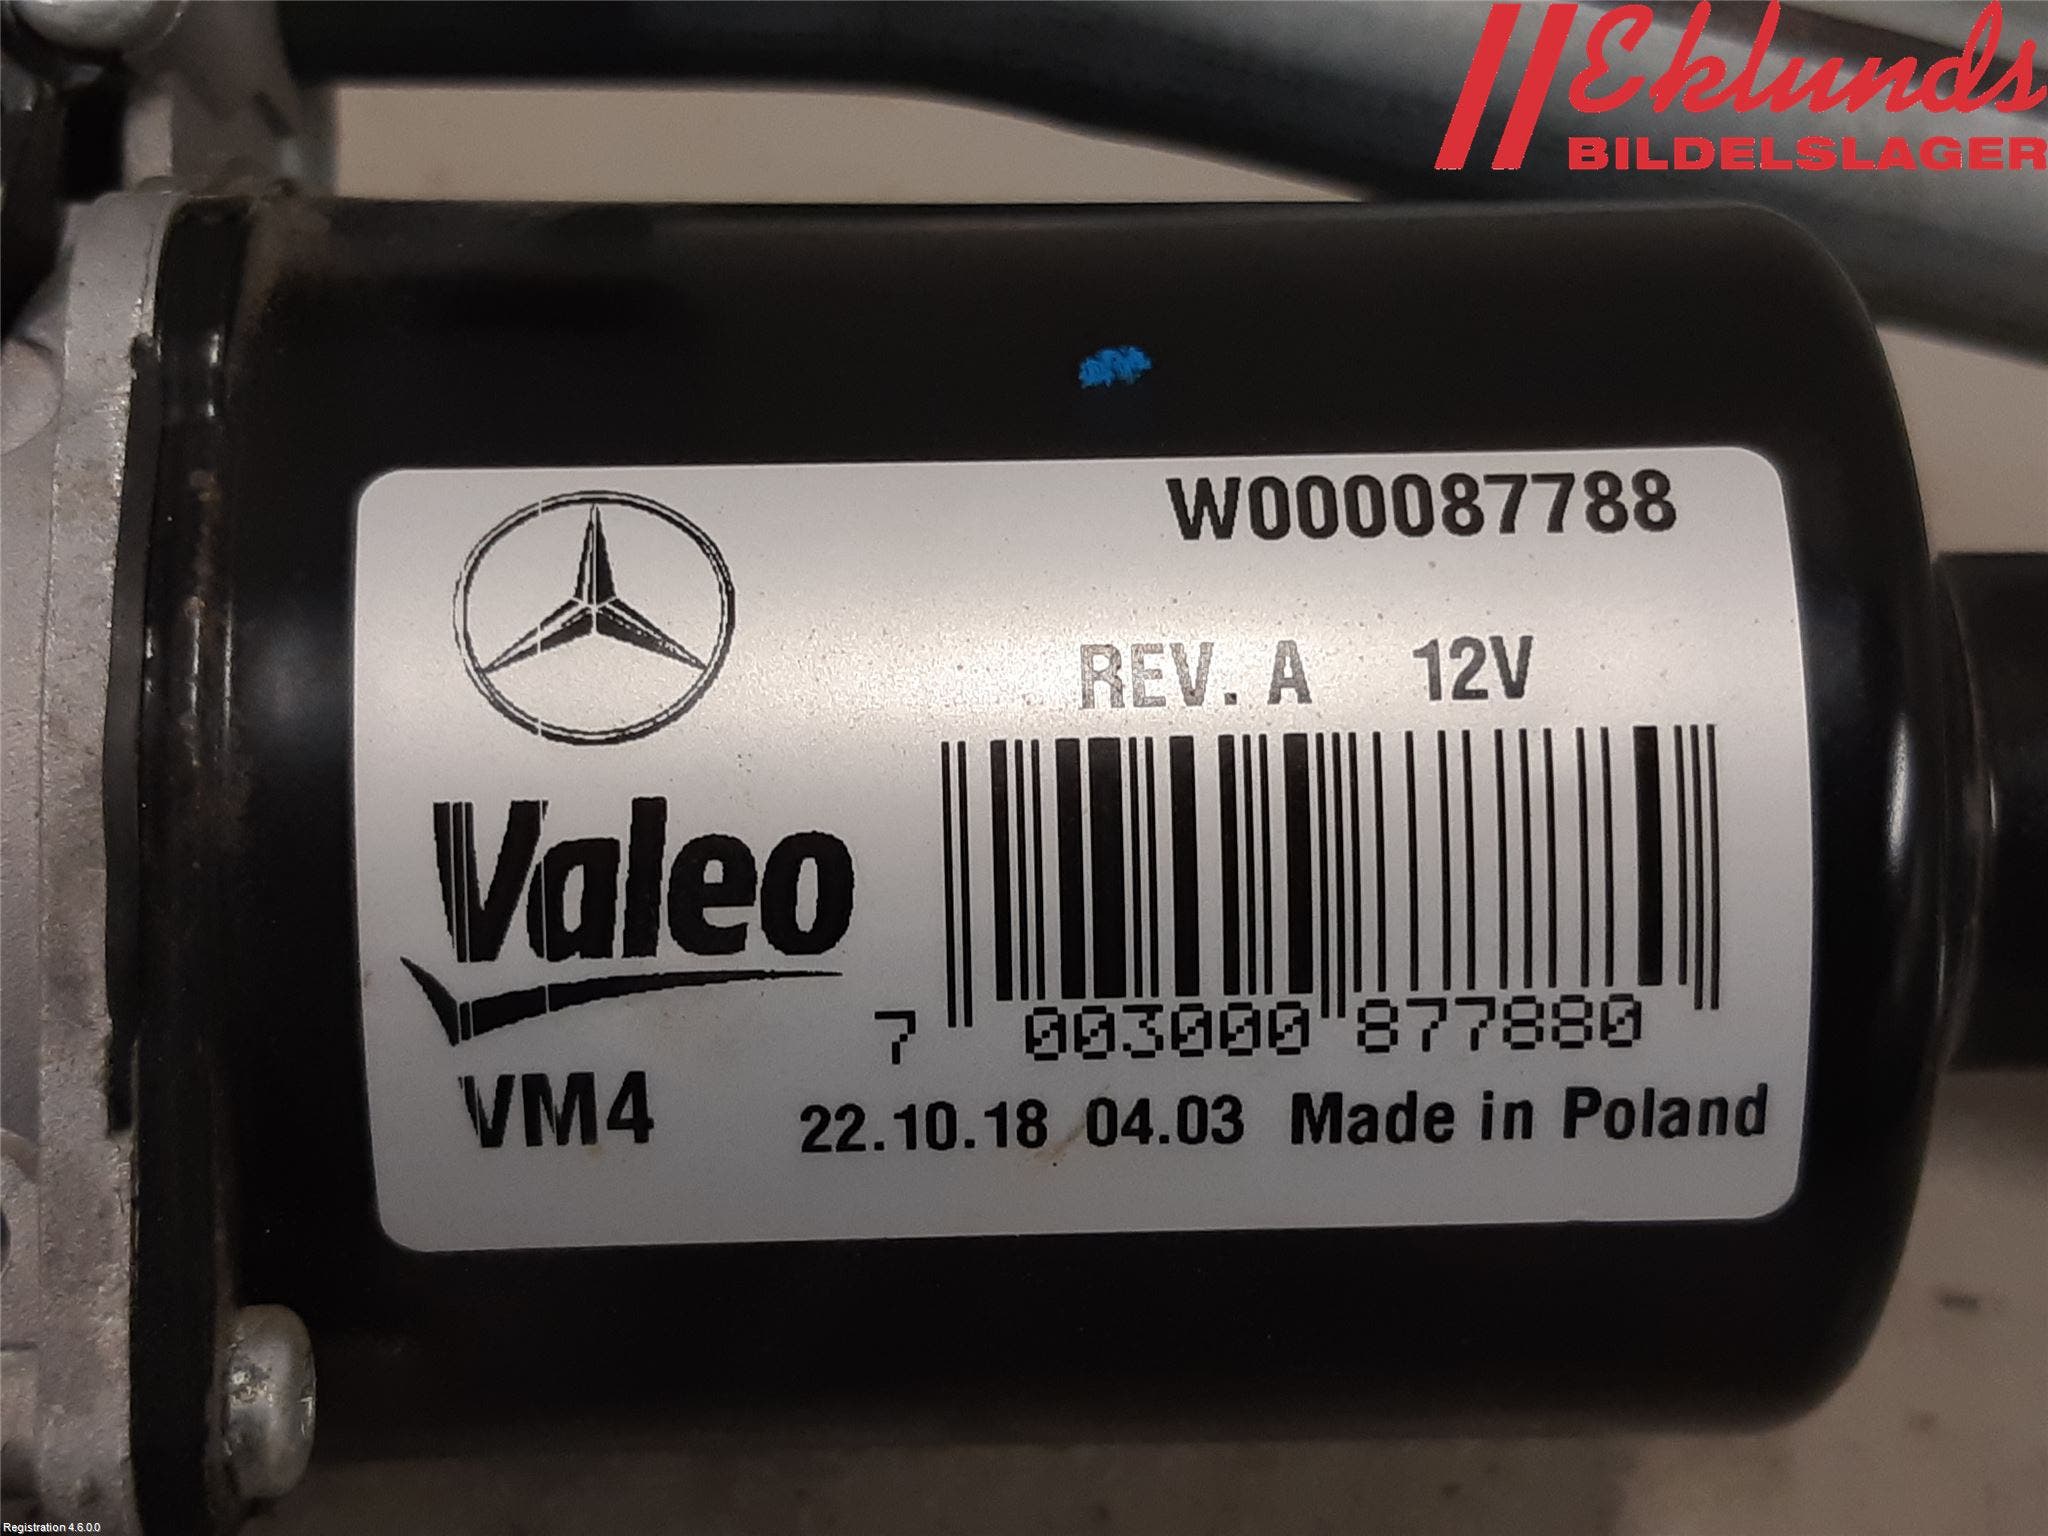 Eklunds
BILDELSLAGER
W000087788
REV. A 12V
Valeo
7 003000 877880
VM4
22.10.18 04.03 Made in Poland
Registration 4.6.0.0